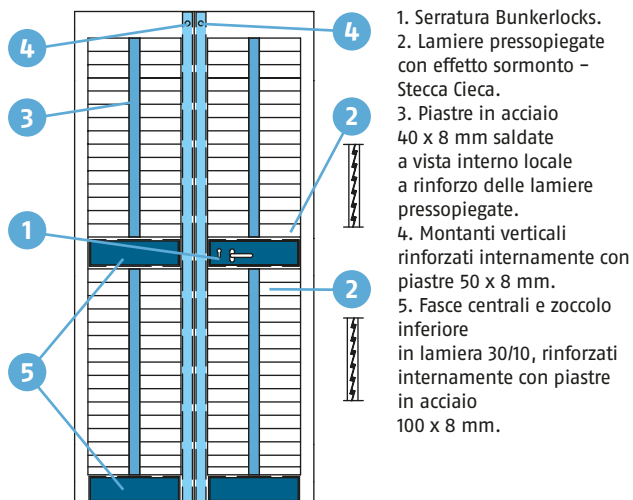 4
4
3
2
1
2
5
1. Serratura Bunkerlocks.
2. Lamiere pressopiegate
con effetto sormonto –
Stecca Cieca.
3. Piastre in acciaio
40 x 8 mm saldate
a vista interno locale
a rinforzo delle lamiere
pressopiegate.
4. Montanti verticali
rinforzati internamente con
piastre 50 x 8 mm.
5. Fasce centrali e zoccolo
inferiore
in lamiera 30/10, rinforzati
internamente con piastre
in acciaio
100 x 8 mm.